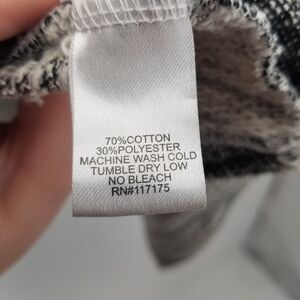 70%COTTON
30%POLYESTER
MACHINE WASH COLD
TUMBLE DRY LOW
NO BLEACH
RN#117175